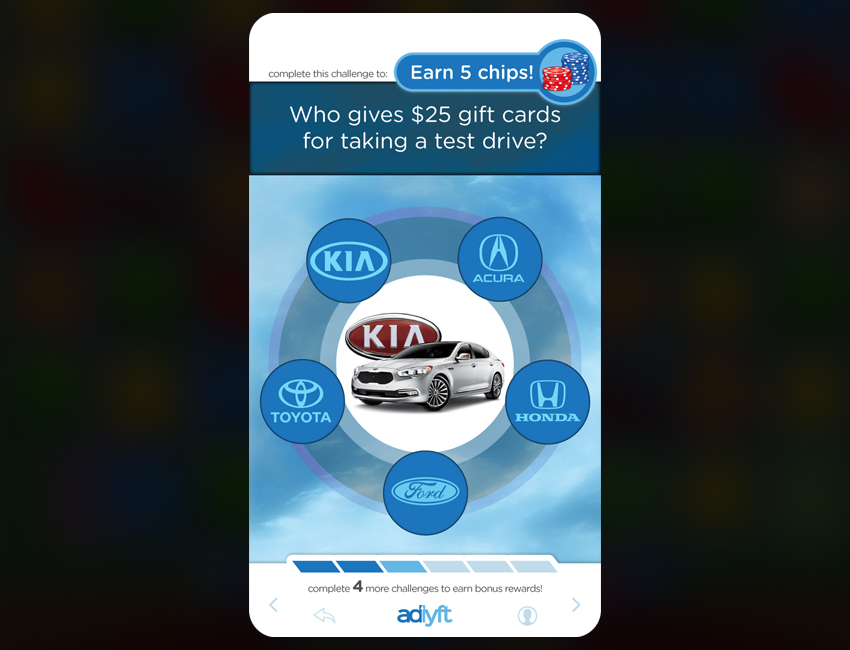 complete this challenge to:
Earn 5 chips!
Who gives $25 gift cards
for taking a test drive?
KIA
ACURA
KIA
TOYOTA
HONDA
Ford
complete 4 more challenges to earn bonus rewards!
adlyft